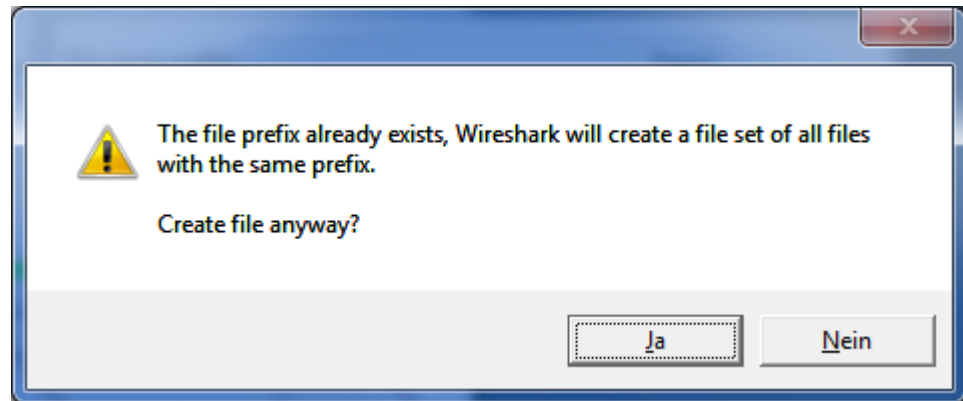 The file prefix already exists, Wireshark will create a file set of all files
with the same prefix.
Create file anyway?
Ja
Nein